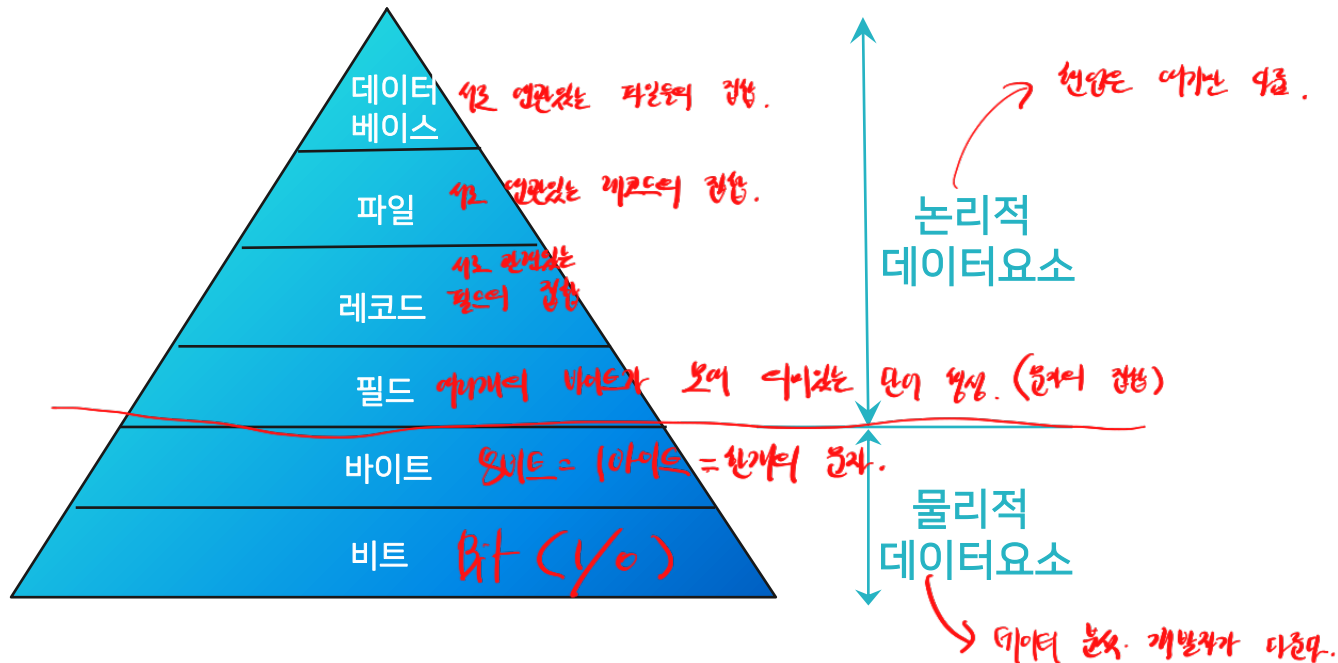 데이터
베이스
서로 연관있는 파일들의 집합.
파일
서로 연관있는 레코드의 집합.
레코드
서로 관계있는
필드의 집합
필드
여러개의 바이트가 모여 의미있는 단어 형성. (문자의 집합)
바이트
8비트 = 1바이트 = 한개의 문자.
비트
Bit (1/0)
현업은 여기만 다룸.
논리적
데이터요소
물리적
데이터요소
데이터 분석. 개발자가 다룬다.